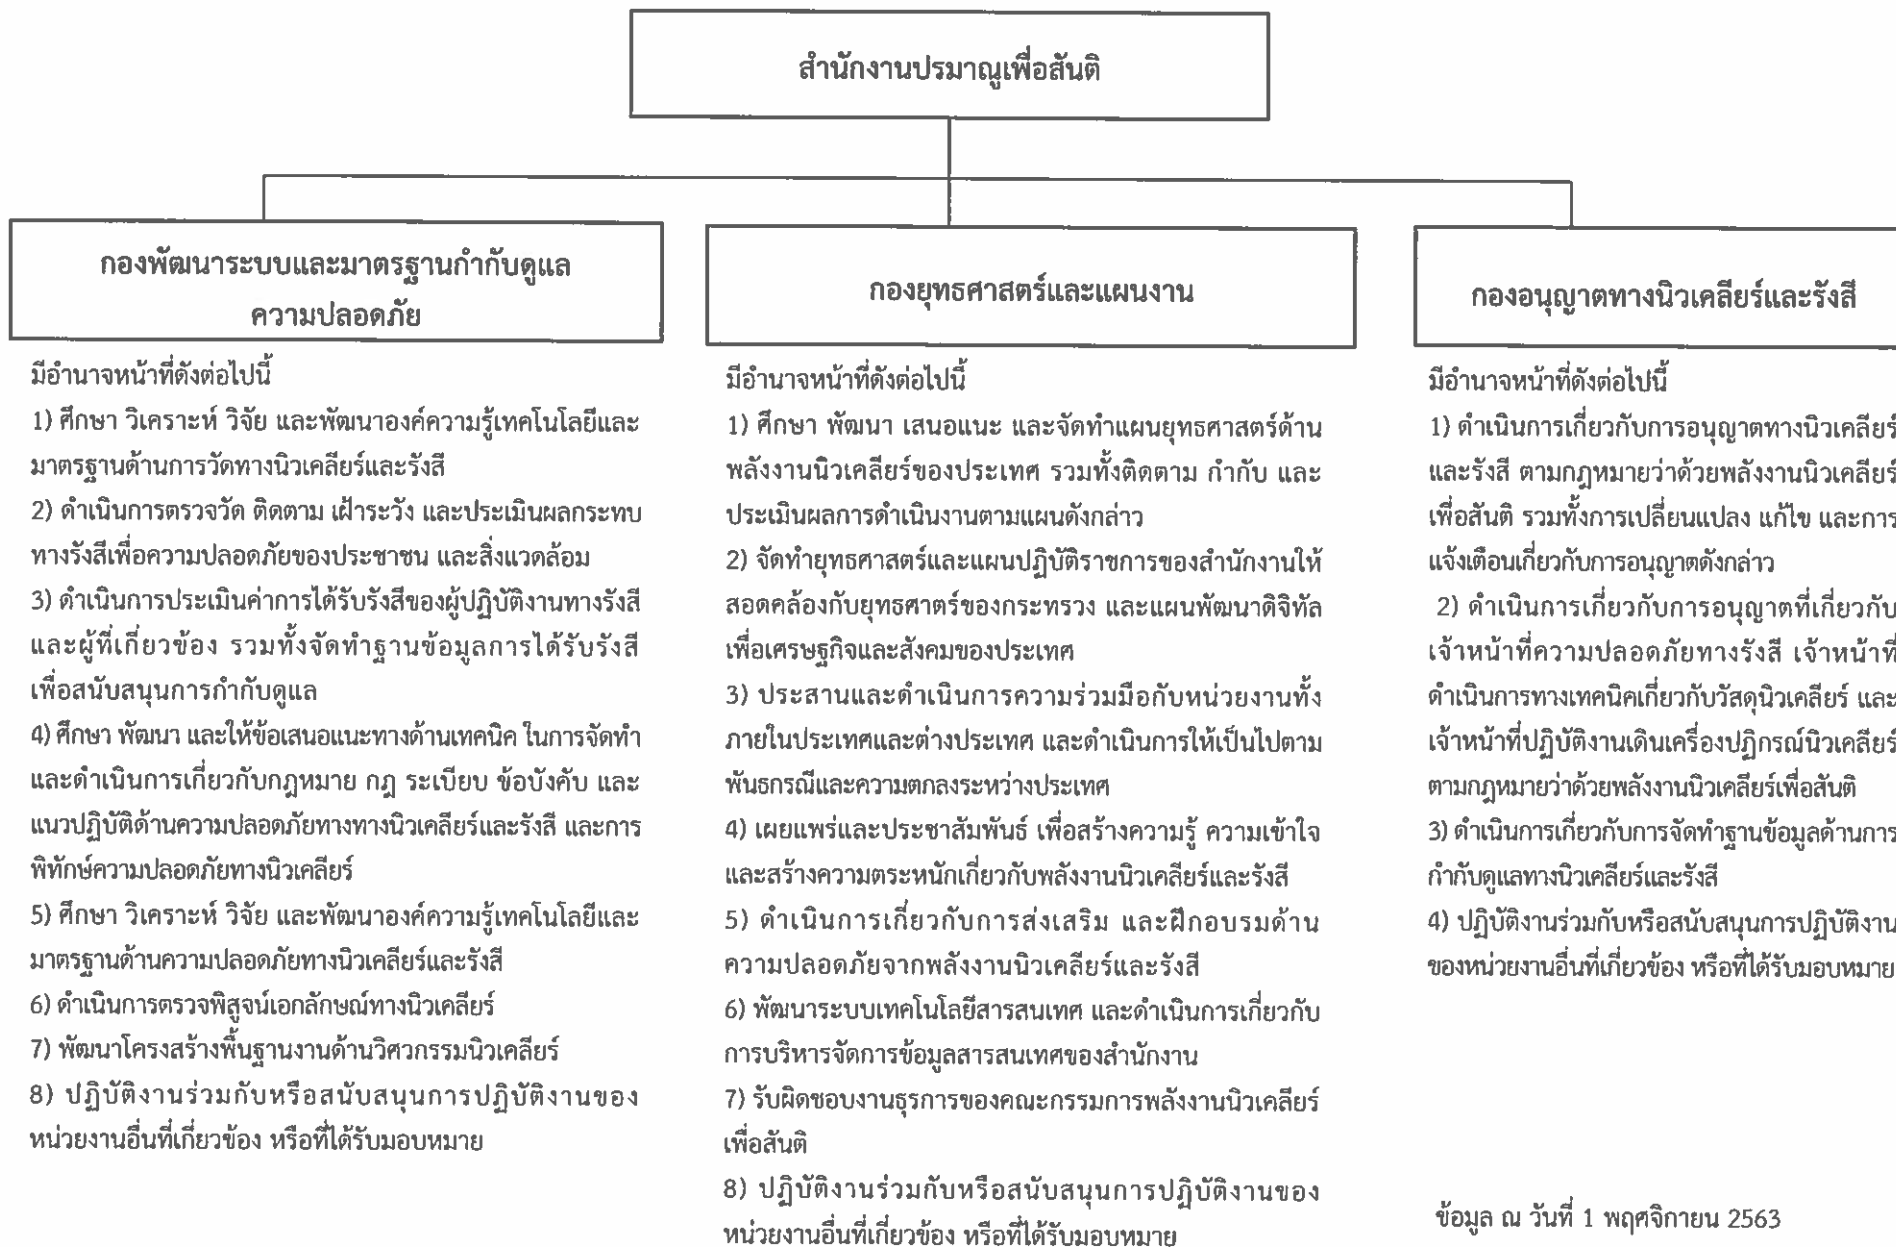 สำนักงานปรมาณูเพื่อสันติ
กองพัฒนาระบบและมาตรฐานกำกับดูแล
ความปลอดภัย
มีอำนาจหน้าที่ดังต่อไปนี้
1) ศึกษา วิเคราะห์ วิจัย และพัฒนาองค์ความรู้เทคโนโลยีและ
มาตรฐานด้านการวัดทางนิวเคลียร์และรังสี
2) ดำเนินการตรวจวัด ติดตาม เฝ้าระวัง และประเมินผลกระทบ
ทางรังสีเพื่อความปลอดภัยของประชาชน และสิ่งแวดล้อม
3) ดำเนินการประเมินค่าการได้รับรังสีของผู้ปฏิบัติงานทางรังสี
และผู้ที่เกี่ยวข้อง รวมทั้งจัดทำฐานข้อมูลการได้รับรังสี
เพื่อสนับสนุนการกำกับดูแล
4) ศึกษา พัฒนา และให้ข้อเสนอแนะทางด้านเทคนิค ในการจัดทำ
และดำเนินการเกี่ยวกับกฎหมาย กฎ ระเบียบ ข้อบังคับ และ
แนวปฏิบัติด้านความปลอดภัยทางทางนิวเคลียร์และรังสี และการ
พิทักษ์ความปลอดภัยทางนิวเคลียร์
5) ศึกษา วิเคราะห์ วิจัย และพัฒนาองค์ความรู้เทคโนโลยีและ
มาตรฐานด้านความปลอดภัยทางนิวเคลียร์และรังสี
6) ดำเนินการตรวจพิสูจน์เอกลักษณ์ทางนิวเคลียร์
7) พัฒนาโครงสร้างพื้นฐานงานด้านวิศวกรรมนิวเคลียร์
8) ปฏิบัติงานร่วมกับหรือสนับสนุนการปฏิบัติงานของ
หน่วยงานอื่นที่เกี่ยวข้อง หรือที่ได้รับมอบหมาย
กองยุทธศาสตร์และแผนงาน
มีอำนาจหน้าที่ดังต่อไปนี้
1) ศึกษา พัฒนา เสนอแนะ และจัดทำแผนยุทธศาสตร์ด้าน
พลังงานนิวเคลียร์ของประเทศ รวมทั้งติดตาม กำกับ และ
ประเมินผลการดำเนินงานตามแผนดังกล่าว
2) จัดทำยุทธศาสตร์และแผนปฏิบัติราชการของสำนักงานให้
สอดคล้องกับยุทธศาตร์ของกระทรวง และแผนพัฒนาดิจิทัล
เพื่อเศรษฐกิจและสังคมของประเทศ
3) ประสานและดำเนินการความร่วมมือกับหน่วยงานทั้ง
ภายในประเทศและต่างประเทศ และดำเนินการให้เป็นไปตาม
พันธกรณีและความตกลงระหว่างประเทศ
4) เผยแพร่และประชาสัมพันธ์ เพื่อสร้างความรู้ ความเข้าใจ
และสร้างความตระหนักเกี่ยวกับพลังงานนิวเคลียร์และรังสี
5) ดำเนินการเกี่ยวกับการส่งเสริม และฝึกอบรมด้าน
ความปลอดภัยจากพลังงานนิวเคลียร์และรังสี
6) พัฒนาระบบเทคโนโลยีสารสนเทศ และดำเนินการเกี่ยวกับ
การบริหารจัดการข้อมูลสารสนเทศของสำนักงาน
7) รับผิดชอบงานธุรการของคณะกรรมการพลังงานนิวเคลียร์
เพื่อสันติ
8) ปฏิบัติงานร่วมกับหรือสนับสนุนการปฏิบัติงานของ
หน่วยงานอื่นที่เกี่ยวข้อง หรือที่ได้รับมอบหมาย
กองอนุญาตทางนิวเคลียร์และรังสี
มีอำนาจหน้าที่ดังต่อไปนี้
1) ดำเนินการเกี่ยวกับการอนุญาตทางนิวเคลียร์
และรังสี ตามกฎหมายว่าด้วยพลังงานนิวเคลียร์
เพื่อสันติ รวมทั้งการเปลี่ยนแปลง แก้ไข และการ
แจ้งเตือนเกี่ยวกับการอนุญาตดังกล่าว
2) ดำเนินการเกี่ยวกับการอนุญาตที่เกี่ยวกับ
เจ้าหน้าที่ความปลอดภัยทางรังสี เจ้าหน้าที่
ดำเนินการทางเทคนิคเกี่ยวกับวัสดุนิวเคลียร์ และ
เจ้าหน้าที่ปฏิบัติงานเดินเครื่องปฏิกรณ์นิวเคลียร์
ตามกฎหมายว่าด้วยพลังงานนิวเคลียร์เพื่อสันติ
3) ดำเนินการเกี่ยวกับการจัดทำฐานข้อมูลด้านการ
กำกับดูแลทางนิวเคลียร์และรังสี
4) ปฏิบัติงานร่วมกับหรือสนับสนุนการปฏิบัติงาน
ของหน่วยงานอื่นที่เกี่ยวข้อง หรือที่ได้รับมอบหมาย
ข้อมูล ณ วันที่ 1 พฤศจิกายน 2563